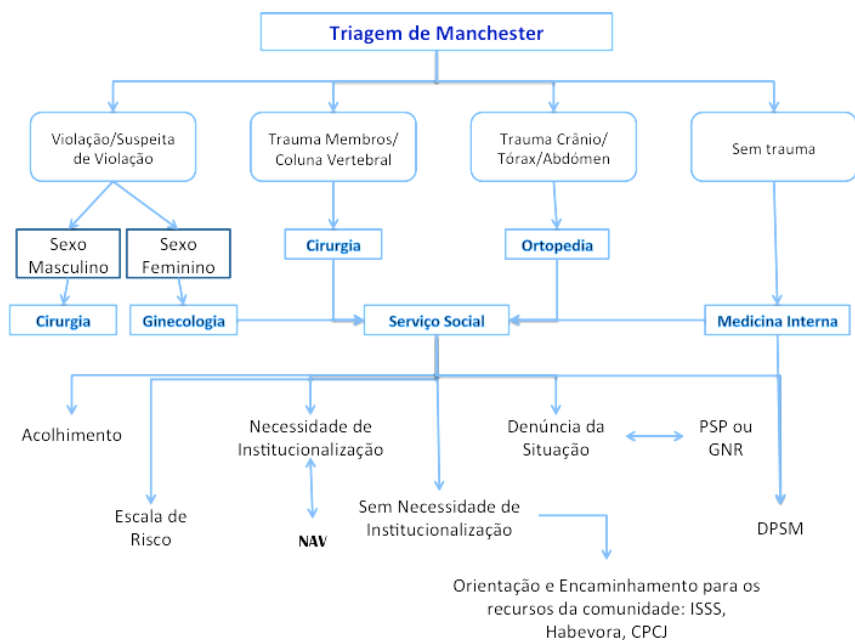 Triagem de Manchester
Violação/Suspeita
de Violação
Trauma Membros/
Coluna Vertebral
Trauma Crânio/
Tórax/Abdómen
Sem trauma
Sexo
Masculino
Sexo
Feminino
Cirurgia
Ortopedia
Cirurgia
Ginecologia
Serviço Social
Medicina Interna
Acolhimento
Necessidade de
Institucionalização
Denúncia da
Situação
PSP ou
GNR
Escala de
Risco
NAV
Sem Necessidade de
Institucionalização
DPSM
Orientação e Encaminhamento para os
recursos da comunidade: ISSS,
Habevora, CPCJ